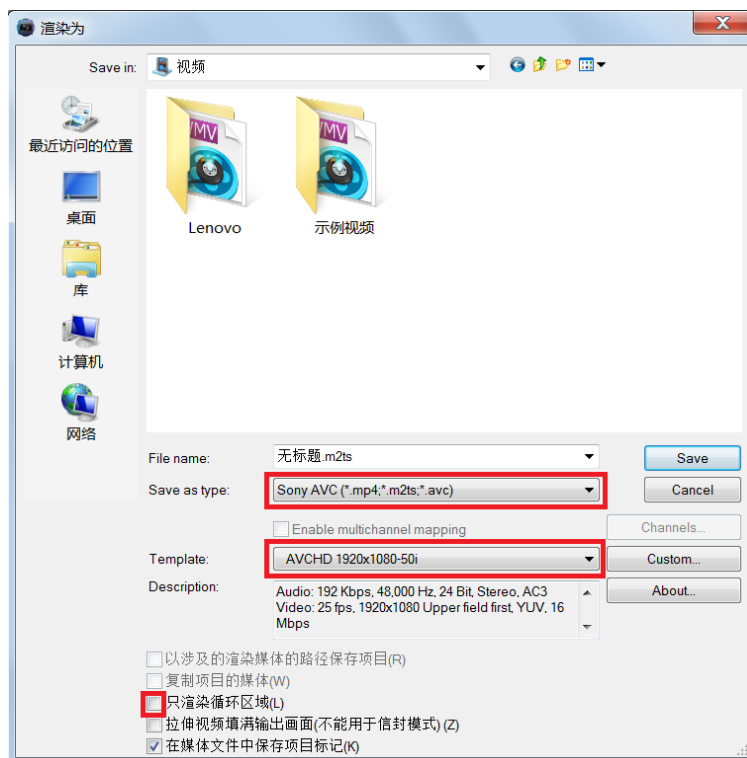 渲染为
Save in:
视频
最近访问的位置
桌面
库
计算机
网络
WMV
WMV
Lenovo
示例视频
File name:
无标题.m2ts
Save
Save as type:
Sony AVC (*.mp4;*.m2ts;*.avc)
Cancel
Enable multichannel mapping
Channels...
Template:
AVCHD 1920x1080-50i
Custom...
Description:
Audio: 192 Kbps, 48,000 Hz, 24 Bit, Stereo, AC3
Video: 25 fps, 1920x1080 Upper field first, YUV, 16
Mbps
About...
以涉及的渲染媒体的路径保存项目(R)
复制项目的媒体(W)
只渲染循环区域(L)
拉伸视频填满输出画面(不能用于信封模式) (Z)
在媒体文件中保存项目标记(K)